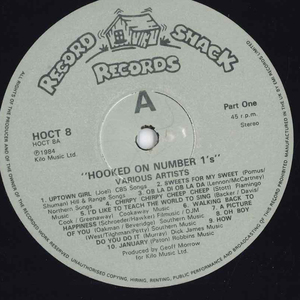 RECORD SHACK
RECORDS
HOCT 8
HOCT 8A
℗1984
Kilo Music Ltd.
A
Part One
45 r.p.m.
Stereo
"HOOKED ON NUMBER 1's"
VARIOUS ARTISTS
1. UPTOWN GIRL (Joel) CBS Songs 2. SWEETS FOR MY SWEET (Pomus/
Shuman) Hill & Range Songs 3. OB LA DI OB LA DA (Lennon/McCartney)
Northern Songs 4. CHIRPY CHIRPY CHEEP CHEEP (Stott) Flamingo
Music 5. I'D LIKE TO TEACH THE WORLD TO SING (Backer / Davis/
Cook / Greenaway) Cookaway Music 6. WALKING BACK TO
HAPPINESS (Schroeder/Hawker) Filmusic / DJM 7. A PICTURE
OF YOU (Oakman / Beveridge) Southern Music 8. OH BOY
(West/Tilghman/Petty) Southern Music 9. HOW
DO YOU DO IT. (Murray) Dick James Music
10. JANUARY (Paton) Robbins Music
Produced by Geoff Morrow
for Kilo Music Ltd.